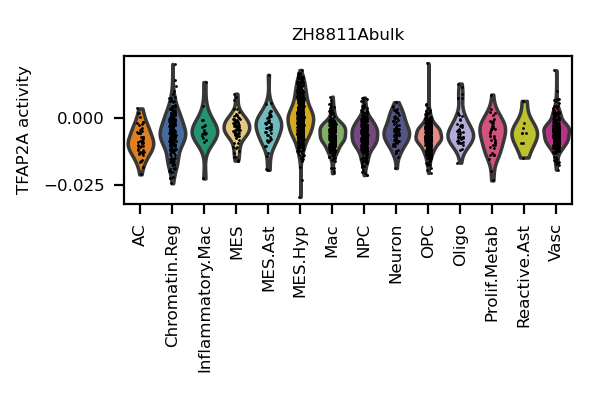 ZH8811Abulk
TFAP2A activity
0.000
−0.025
AC
Chromatin.Reg
Inflammatory.Mac
MES
MES.Ast
MES.Hyp
Mac
NPC
Neuron
OPC
Oligo
Prolif.Metab
Reactive.Ast
Vasc